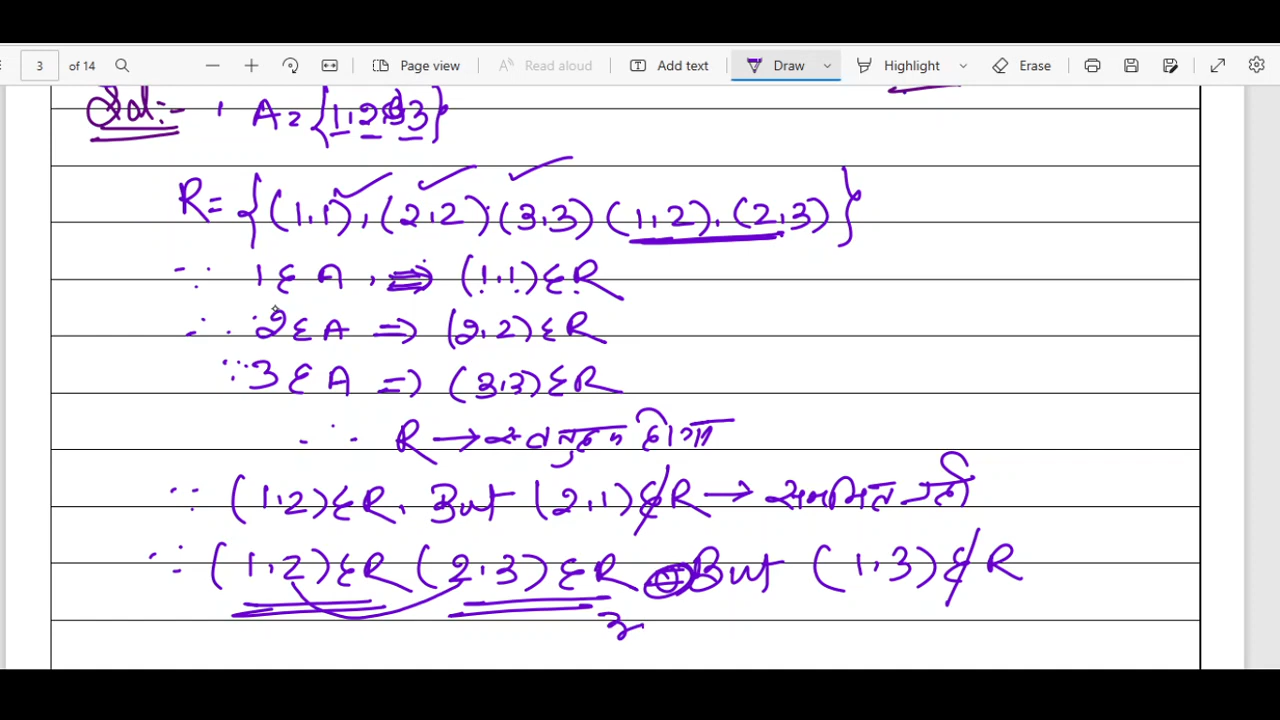 3 of 14 Page view Read aloud Add text Draw Highlight Erase
Sol:- A = {1,2,3}
R = {(1,1), (2,2), (3,3) (1,2), (2,3)}
∵ 1 ∈ A, ⇒ (1,1) ∈ R
∴ 2 ∈ A ⇒ (2,2) ∈ R
∵ 3 ∈ A ⇒ (3,3) ∈ R
∴ R → स्वतुल्य होगा
∵ (1,2) ∈ R, But (2,1) ∉ R → सममित नहीं
∵ (1,2) ∈ R (2,3) ∈ R But (1,3) ∉ R